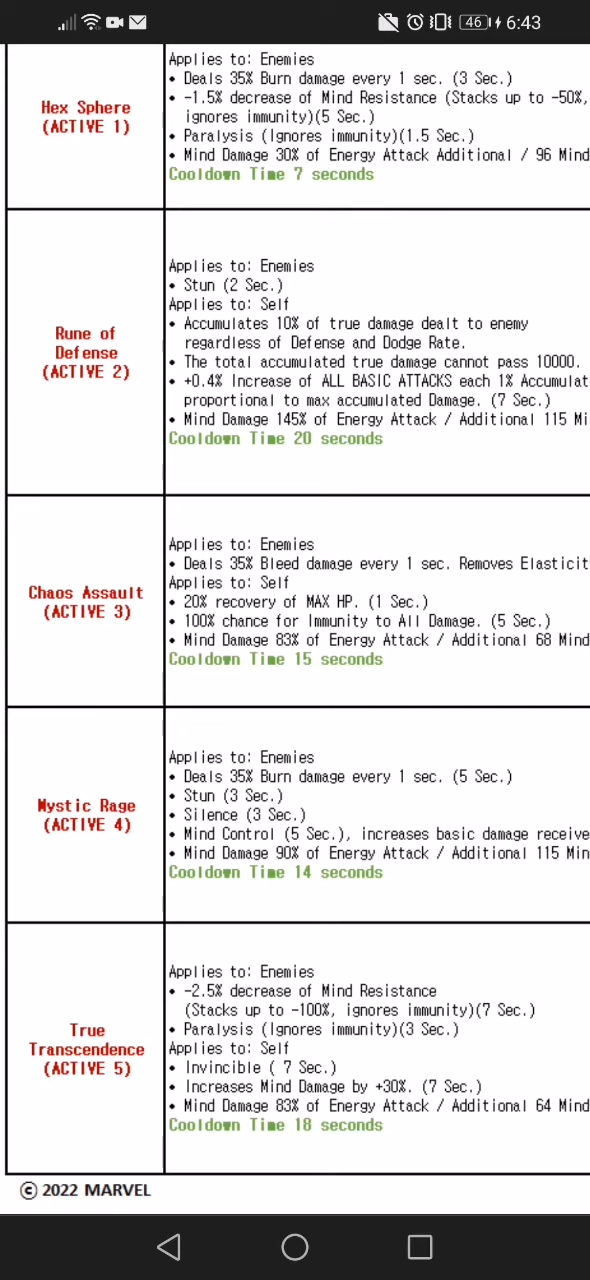 46 6:43
Applies to: Enemies
• Deals 35% Burn damage every 1 sec. (3 Sec.)
• -1.5% decrease of Mind Resistance (Stacks up to -50%,
ignores immunity)(5 Sec.)
• Paralysis (Ignores immunity)(1.5 Sec.)
• Mind Damage 30% of Energy Attack Additional / 96 Mind
Cooldown Time 7 seconds
Hex Sphere
(ACTIVE 1)
Applies to: Enemies
• Stun (2 Sec.)
Applies to: Self
• Accumulates 10% of true damage dealt to enemy
regardless of Defense and Dodge Rate.
• The total accumulated true damage cannot pass 10000.
• +0.4% Increase of ALL BASIC ATTACKS each 1% Accumulat
proportional to max accumulated Damage. (7 Sec.)
• Mind Damage 145% of Energy Attack / Additional 115 Mi
Cooldown Time 20 seconds
Rune of
Defense
(ACTIVE 2)
Applies to: Enemies
• Deals 35% Bleed damage every 1 sec. Removes Elasticit
Applies to: Self
• 20% recovery of MAX HP. (1 Sec.)
• 100% chance for Immunity to All Damage. (5 Sec.)
• Mind Damage 83% of Energy Attack / Additional 68 Mind
Cooldown Time 15 seconds
Chaos Assault
(ACTIVE 3)
Applies to: Enemies
• Deals 35% Burn damage every 1 sec. (5 Sec.)
• Stun (3 Sec.)
• Silence (3 Sec.)
• Mind Control (5 Sec.), increases basic damage receive
• Mind Damage 90% of Energy Attack / Additional 115 Min
Cooldown Time 14 seconds
Mystic Rage
(ACTIVE 4)
Applies to: Enemies
• -2.5% decrease of Mind Resistance
(Stacks up to -100%, ignores immunity)(7 Sec.)
• Paralysis (Ignores immunity)(3 Sec.)
Applies to: Self
• Invincible ( 7 Sec.)
• Increases Mind Damage by +30%. (7 Sec.)
• Mind Damage 83% of Energy Attack / Additional 64 Mind
Cooldown Time 18 seconds
True
Transcendence
(ACTIVE 5)
© 2022 MARVEL